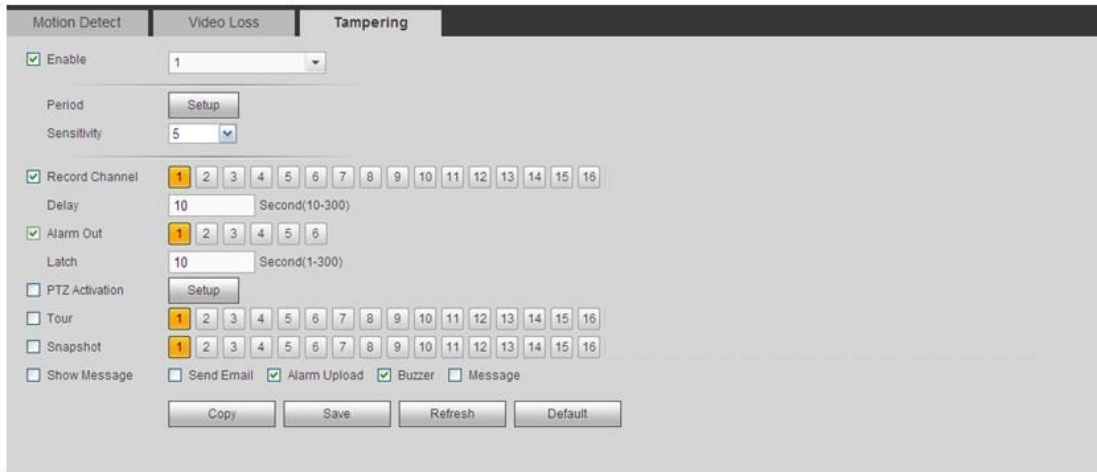 Motion Detect Video Loss Tampering
Enable 1
Period Setup
Sensitivity 5
Record Channel 1 2 3 4 5 6 7 8 9 10 11 12 13 14 15 16
Delay 10 Second(10-300)
Alarm Out 1 2 3 4 5 6
Latch 10 Second(1-300)
PTZ Activation Setup
Tour 1 2 3 4 5 6 7 8 9 10 11 12 13 14 15 16
Snapshot 1 2 3 4 5 6 7 8 9 10 11 12 13 14 15 16
Show Message Send Email Alarm Upload Buzzer Message
Copy Save Refresh Default